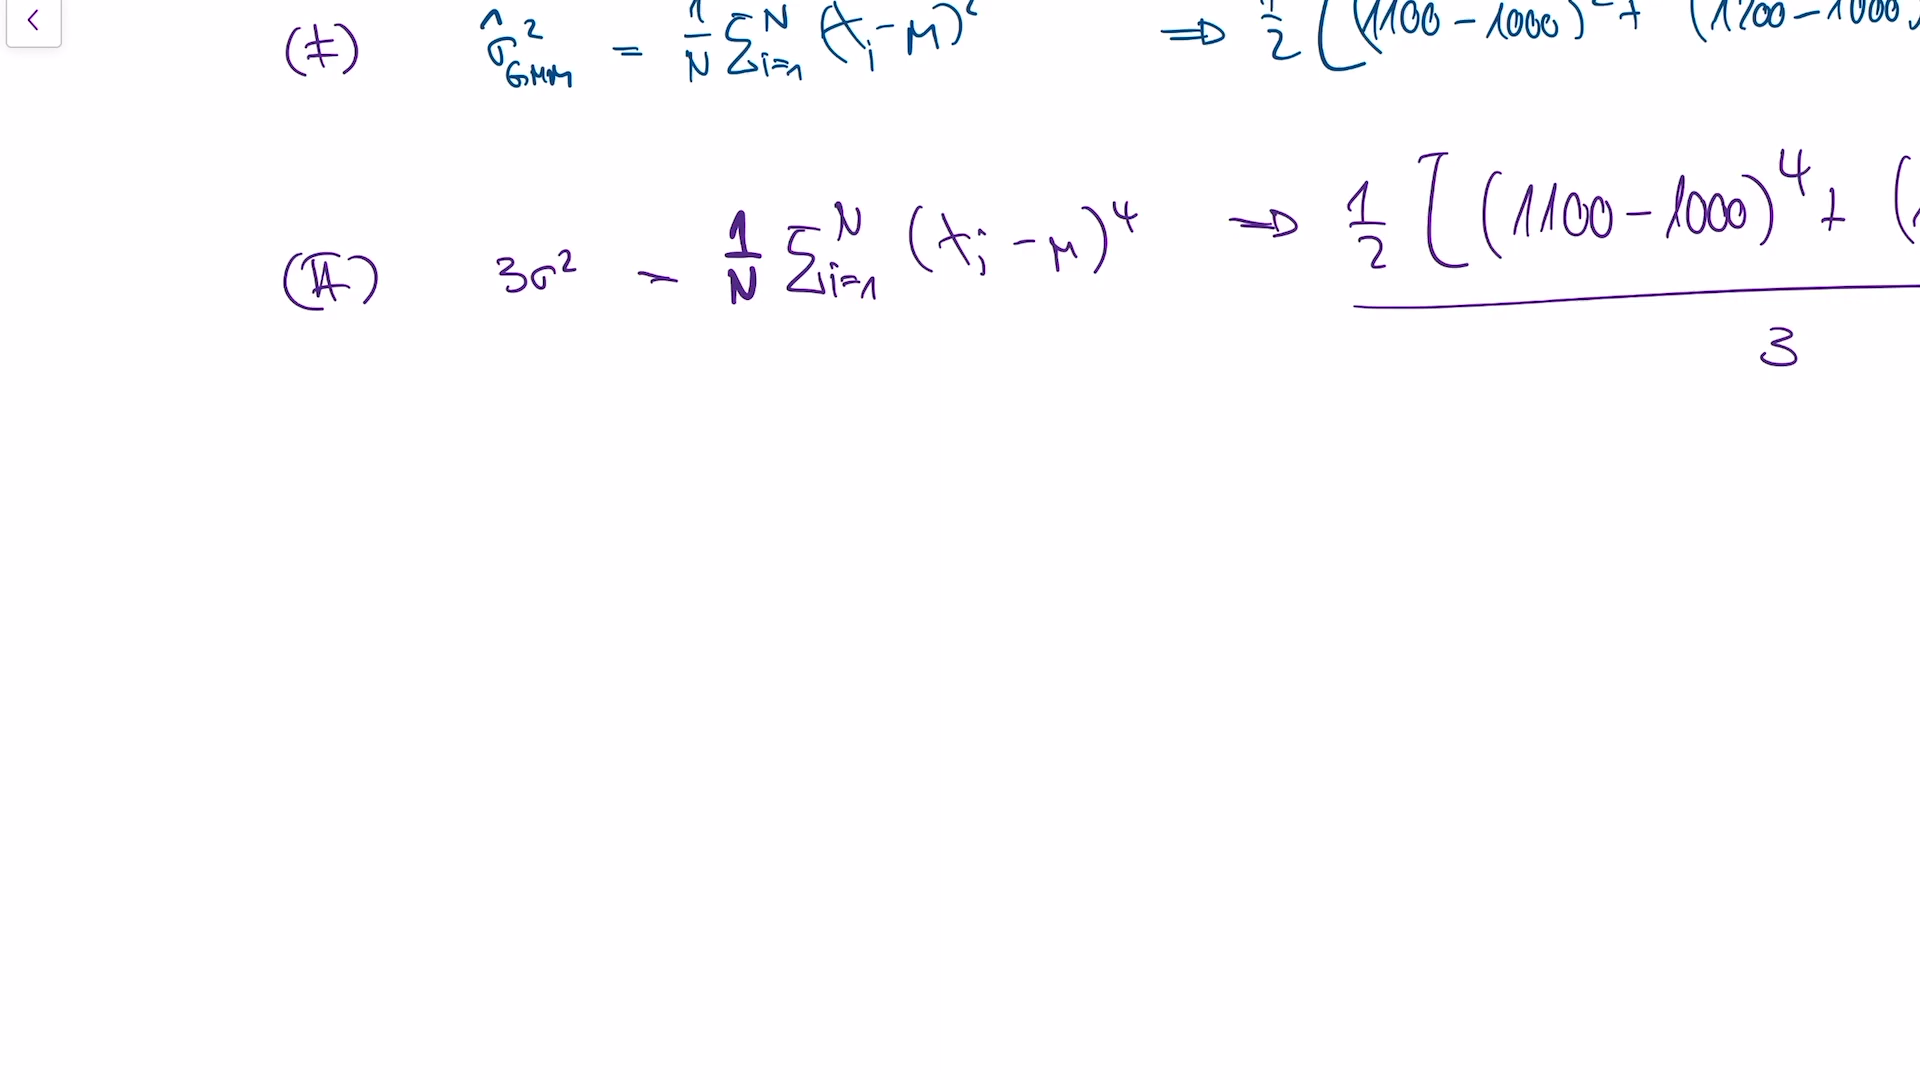 (I) σ̂²_GMM = 1/N Σ_{i=1}^N (x_i - μ)² ⇒ 1/2 [(1100 - 1000)² + (1200 - 1000)
(II) 3σ² = 1/N Σ_{i=1}^N (x_i - μ)⁴ ⇒ 1/2 [(1100 - 1000)⁴ + (
3